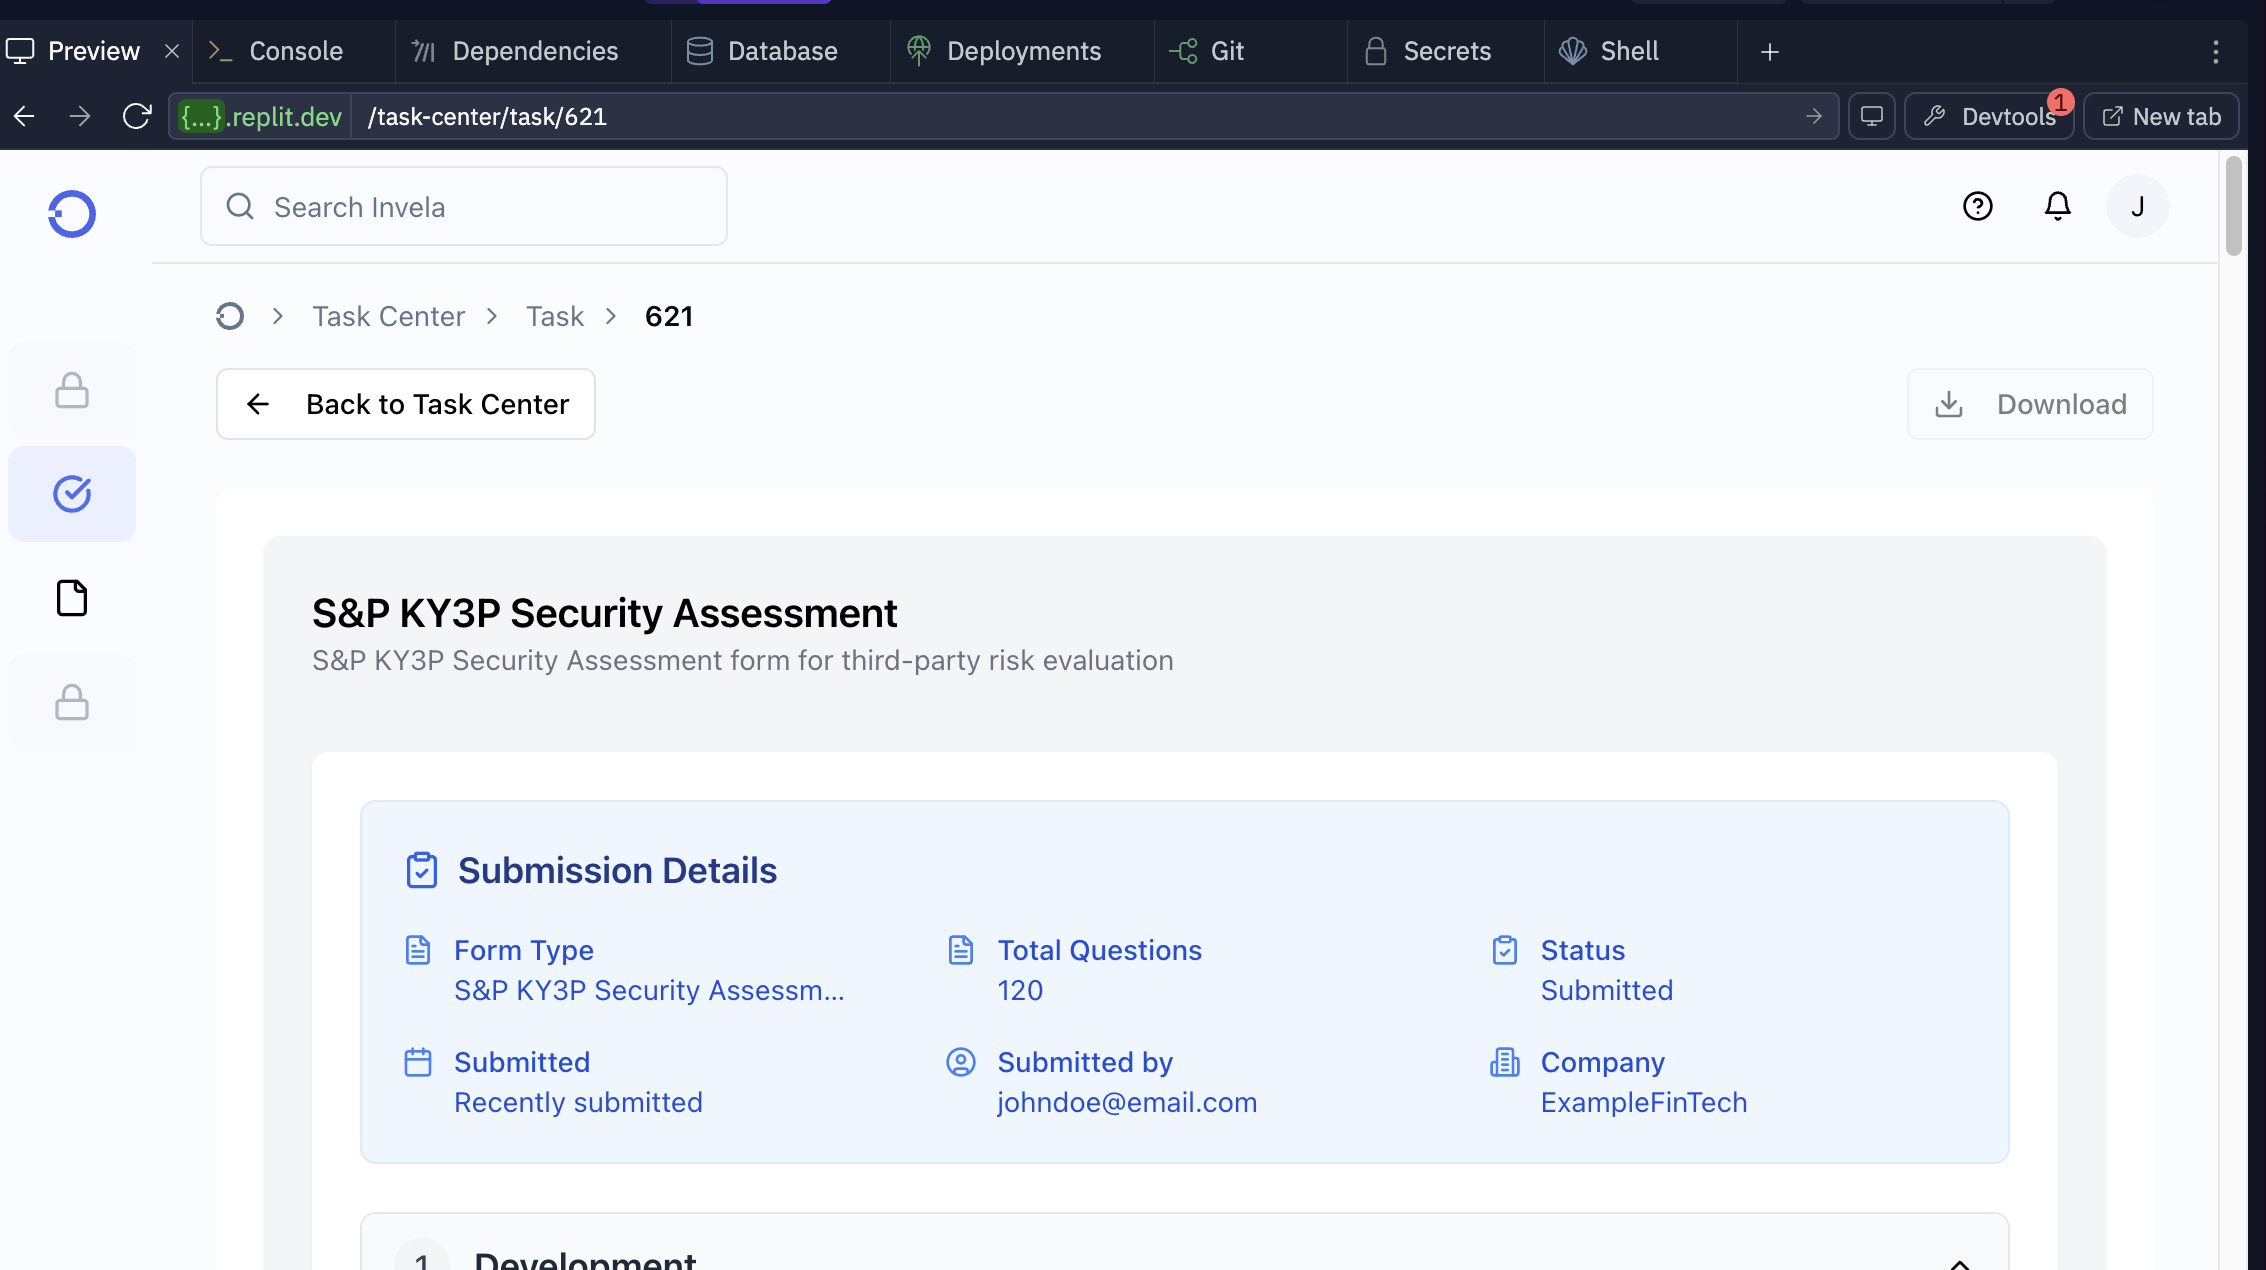 Preview
Console
Dependencies
Database
Deployments
Git
Secrets
Shell
{...}.replit.dev
/task-center/task/621
Devtools
1
New tab
Search Invela
J
Task Center
Task
621
Back to Task Center
Download
S&P KY3P Security Assessment
S&P KY3P Security Assessment form for third-party risk evaluation
Submission Details
Form Type
S&P KY3P Security Assessm...
Total Questions
120
Status
Submitted
Submitted
Recently submitted
Submitted by
johndoe@email.com
Company
ExampleFinTech
1
Development